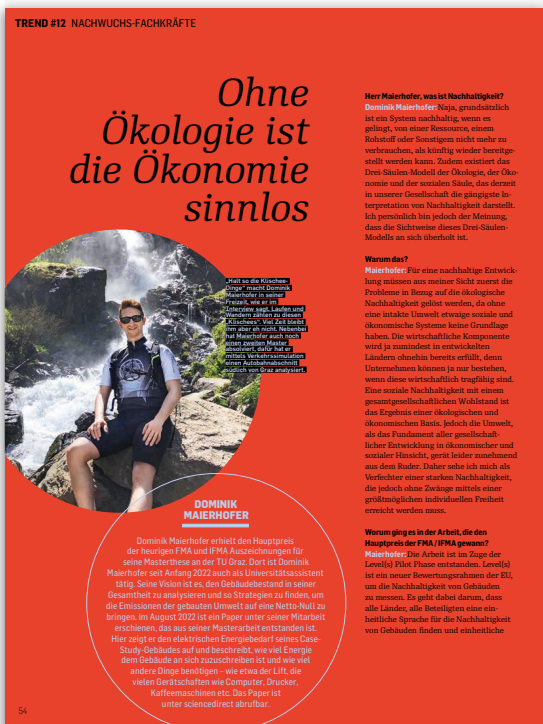 TREND #12 NACHWUCHS-FACHKRÄFTE
Ohne
Ökologie ist
die Ökonomie
sinnlos
„Halt so die Klischee-
Dinge“ macht Dominik
Maierhofer in seiner
Freizeit, wie er im
Interview sagt. Laufen und
Wandern zählen zu diesen
„Klischees“. Viel Zeit bleibt
ihm aber eh nicht. Nebenbei
hat Maierhofer auch noch
einen zweiten Master
absolviert, dafür hat er
mittels Verkehrssimulation
einen Autobahnabschnitt
südlich von Graz analysiert.
DOMINIK
MAIERHOFER
Dominik Maierhofer erhielt den Hauptpreis
der heurigen FMA und IFMA Auszeichnungen für
seine Masterthese an der TU Graz. Dort ist Dominik
Maierhofer seit Anfang 2022 auch als Universitätsassistent
tätig. Seine Vision ist es, den Gebäudebestand in seiner
Gesamtheit zu analysieren und so Strategien zu finden, um
die Emissionen der gebauten Umwelt auf eine Netto-Null zu
bringen. Im August 2022 ist ein Paper unter seiner Mitarbeit
erschienen, das aus seiner Masterarbeit entstanden ist.
Hier zeigt er den elektrischen Energiebedarf seines Case-
Study-Gebäudes auf und beschreibt, wie viel Energie
dem Gebäude an sich zuzuschreiben ist und wie viel
andere Dinge benötigen – wie etwa der Lift, die
vielen Gerätschaften wie Computer, Drucker,
Kaffeemaschinen etc. Das Paper ist
unter sciencedirect abrufbar.
Herr Maierhofer, was ist Nachhaltigkeit?
Dominik Maierhofer: Naja, grundsätzlich
ist ein System nachhaltig, wenn es
gelingt, von einer Ressource, einem
Rohstoff oder Sonstigem nicht mehr zu
verbrauchen, als künftig wieder bereitge-
stellt werden kann. Zudem existiert das
Drei-Säulen-Modell der Ökologie, der Öko-
nomie und der sozialen Säule, das derzeit
in unserer Gesellschaft die gängigste In-
terpretation von Nachhaltigkeit darstellt.
Ich persönlich bin jedoch der Meinung,
dass die Sichtweise dieses Drei-Säulen-
Modells an sich überholt ist.
Warum das?
Maierhofer: Für eine nachhaltige Entwick-
lung müssen aus meiner Sicht zuerst die
Probleme in Bezug auf die ökologische
Nachhaltigkeit gelöst werden, da ohne
eine intakte Umwelt etwaige soziale und
ökonomische Systeme keine Grundlage
haben. Die wirtschaftliche Komponente
wird ja zumindest in entwickelten
Ländern ohnehin bereits erfüllt, denn
Unternehmen können ja nur bestehen,
wenn diese wirtschaftlich tragfähig sind.
Eine soziale Nachhaltigkeit mit einem
gesamtgesellschaftlichen Wohlstand ist
das Ergebnis einer ökologischen und
ökonomischen Basis. Jedoch die Umwelt,
als das Fundament aller gesellschaft-
licher Entwicklung in ökonomischer und
sozialer Hinsicht, gerät leider zunehmend
aus dem Ruder. Daher sehe ich mich als
Verfechter einer starken Nachhaltigkeit,
die jedoch ohne Zwänge mittels einer
größtmöglichen individuellen Freiheit
erreicht werden muss.
Worum ging es in der Arbeit, die den
Hauptpreis der FMA / IFMA gewann?
Maierhofer: Die Arbeit ist im Zuge der
Level(s) Pilot Phase entstanden. Level(s)
ist ein neuer Bewertungsrahmen der EU,
um die Nachhaltigkeit von Gebäuden
zu messen. Es geht dabei darum, dass
alle Länder, alle Beteiligten eine ein-
heitliche Sprache für die Nachhaltigkeit
von Gebäuden finden und einheitliche
54